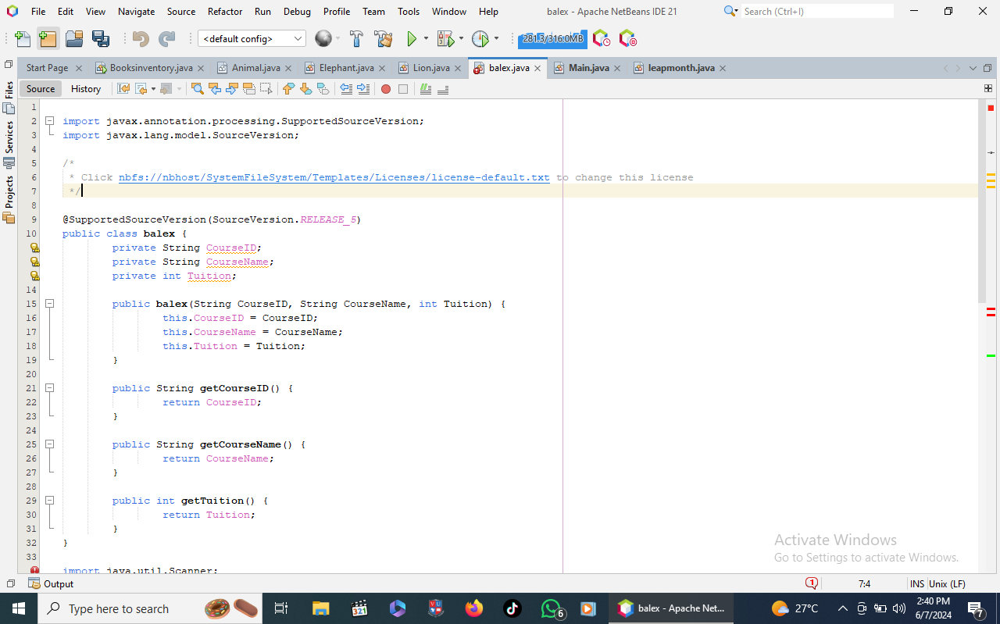 File Edit View Navigate Source Refactor Run Debug Profile Team Tools Window Help balex - Apache NetBeans IDE 21 Search (Ctrl+I)
<default config> 281.3/316.0MB
Start Page Booksinventory.java Animal.java Elephant.java Lion.java balex.java Main.java leapmonth.java
Source History
Files
Services
Projects
1
2 import javax.annotation.processing.SupportedSourceVersion;
3 import javax.lang.model.SourceVersion;
4
5 /*
6 * Click nbfs://nbhost/SystemFileSystem/Templates/Licenses/license-default.txt to change this license
7 */
8
9 @SupportedSourceVersion(SourceVersion.RELEASE_5)
10 public class balex {
private String CourseID;
private String CourseName;
private int Tuition;
14
15 public balex(String CourseID, String CourseName, int Tuition) {
16 this.CourseID = CourseID;
17 this.CourseName = CourseName;
18 this.Tuition = Tuition;
19 }
20
21 public String getCourseID() {
22 return CourseID;
23 }
24
25 public String getCourseName() {
26 return CourseName;
27 }
28
29 public int getTuition() {
30 return Tuition;
31 }
32 }
33
import java.util.Scanner;
Activate Windows
Go to Settings to activate Windows.
Output 1 7:4 INS Unix (LF)
Type here to search 321 VU 6 balex - Apache Net... 27°C 2:40 PM
6/7/2024 7